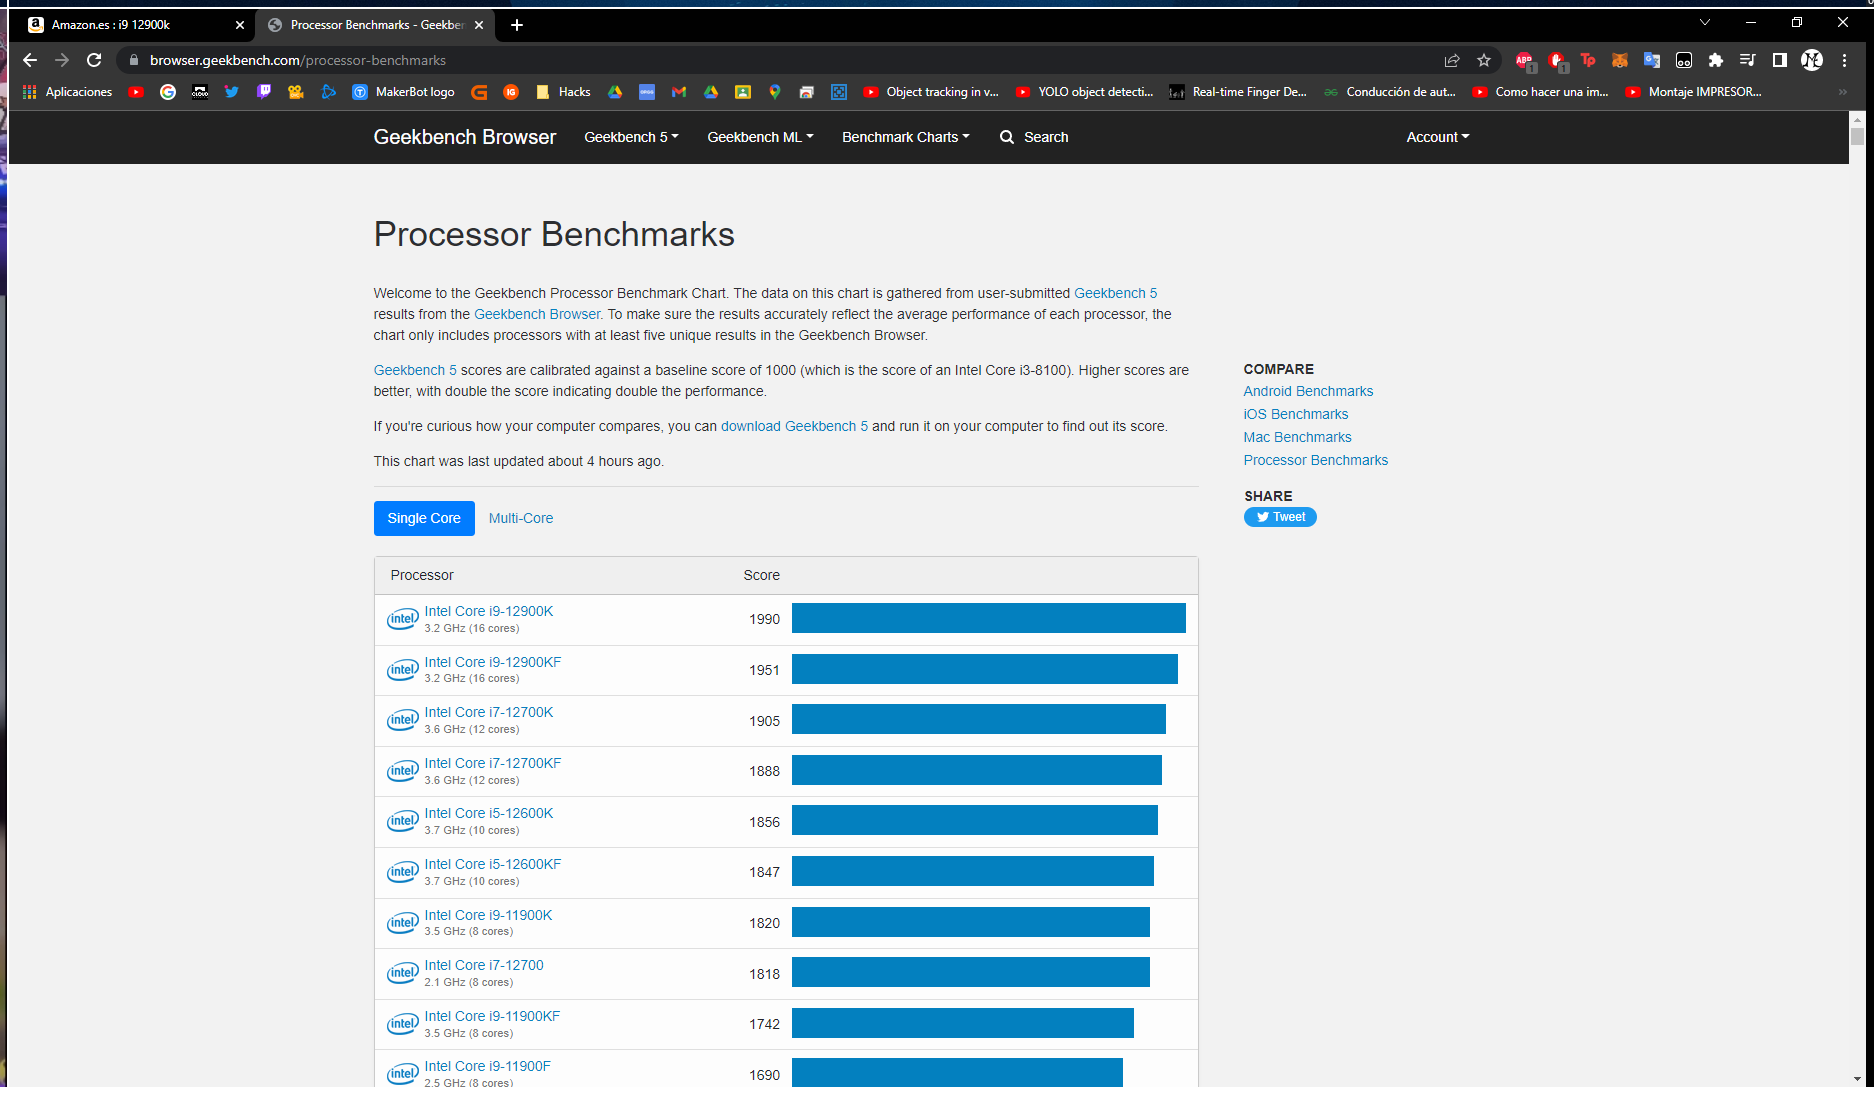 Amazon.es : i9 12900k
Processor Benchmarks - Geekben
browser.geekbench.com/processor-benchmarks
Aplicaciones
MakerBot logo
Hacks
Object tracking in v...
YOLO object detecti...
Real-time Finger De...
Conducción de aut...
Como hacer una im...
Montaje IMPRESOR...
Geekbench Browser
Geekbench 5
Geekbench ML
Benchmark Charts
Search
Account
Processor Benchmarks
Welcome to the Geekbench Processor Benchmark Chart. The data on this chart is gathered from user-submitted Geekbench 5
results from the Geekbench Browser. To make sure the results accurately reflect the average performance of each processor, the
chart only includes processors with at least five unique results in the Geekbench Browser.
Geekbench 5 scores are calibrated against a baseline score of 1000 (which is the score of an Intel Core i3-8100). Higher scores are
better, with double the score indicating double the performance.
If you're curious how your computer compares, you can download Geekbench 5 and run it on your computer to find out its score.
This chart was last updated about 4 hours ago.
COMPARE
Android Benchmarks
iOS Benchmarks
Mac Benchmarks
Processor Benchmarks
SHARE
Tweet
Single Core
Multi-Core
Processor Score
intel Intel Core i9-12900K 1990
3.2 GHz (16 cores)
intel Intel Core i9-12900KF 1951
3.2 GHz (16 cores)
intel Intel Core i7-12700K 1905
3.6 GHz (12 cores)
intel Intel Core i7-12700KF 1888
3.6 GHz (12 cores)
intel Intel Core i5-12600K 1856
3.7 GHz (10 cores)
intel Intel Core i5-12600KF 1847
3.7 GHz (10 cores)
intel Intel Core i9-11900K 1820
3.5 GHz (8 cores)
intel Intel Core i7-12700 1818
2.1 GHz (8 cores)
intel Intel Core i9-11900KF 1742
3.5 GHz (8 cores)
intel Intel Core i9-11900F 1690
2.5 GHz (8 cores)